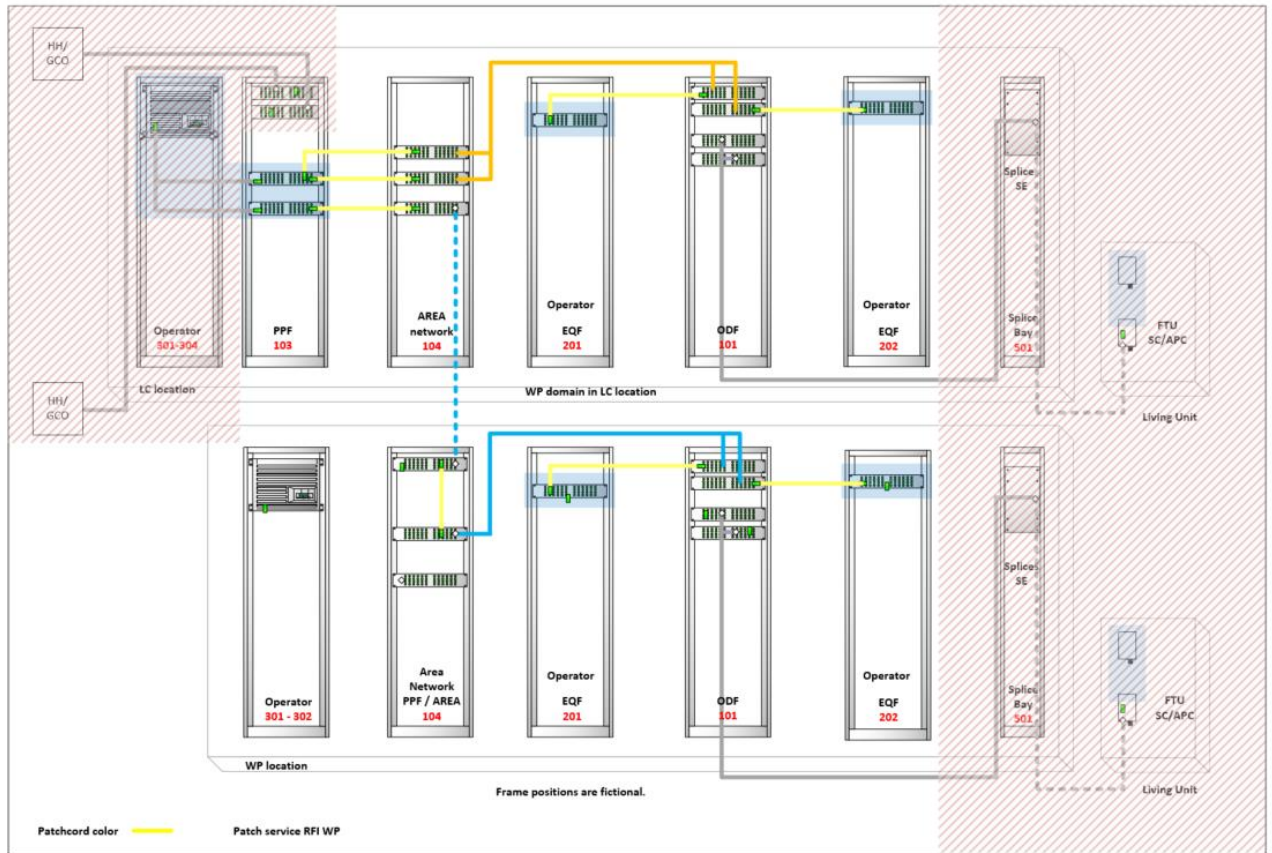 HH/
GCO
Operator
301-304
PPF
103
AREA
network
104
Operator
EQF
201
ODF
101
Operator
EQF
202
Splices
SE
Splice
Bay
501
FTU
SC/APC
Living Unit
HH/
GCO
LC location
WP domain in LC location
Operator
301 - 302
Area
Network
PPF / AREA
104
Operator
EQF
201
ODF
101
Operator
EQF
202
Splices
SE
Splice
Bay
501
FTU
SC/APC
Living Unit
WP location
Frame positions are fictional.
Patchcord color
Patch service RFI WP